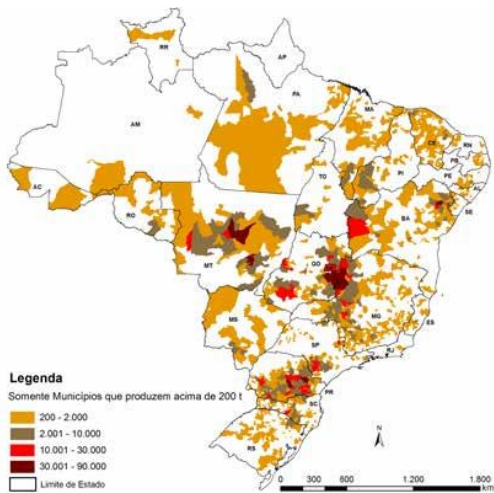 RR
AP
AM
PA
MA
CE
RN
PB
PE
AL
SE
PI
TO
AC
RO
BA
MT
GO
MG
ES
MS
SP
RJ
PR
SC
RS
Legenda
Somente Municípios que produzem acima de 200 t
200 - 2.000
2.001 - 10.000
10.001 - 30.000
30.001 - 90.000
Limite de Estado
N
0 300 600 1.200 1.800
km